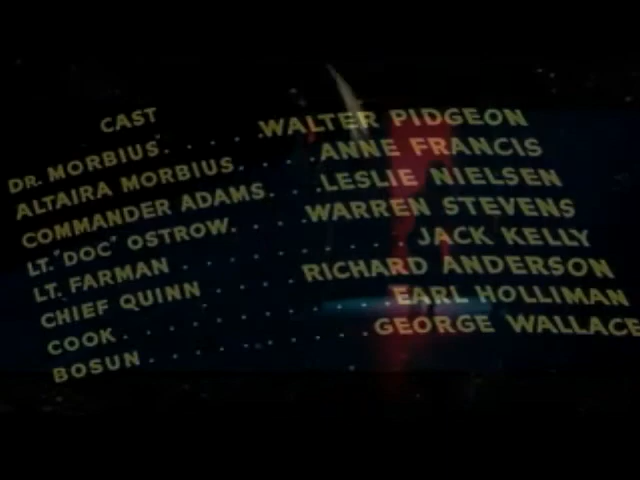 CAST
DR. MORBIUS. . . . . . WALTER PIDGEON
ALTAIRA MORBIUS. . . . ANNE FRANCIS
COMMANDER ADAMS. . . LESLIE NIELSEN
LT. "DOC" OSTROW. . . . WARREN STEVENS
LT. FARMAN . . . . . . . . . . JACK KELLY
CHIEF QUINN . . . . . RICHARD ANDERSON
COOK . . . . . . . . . . . . EARL HOLLIMAN
BOSUN . . . . . . . . . . GEORGE WALLACE